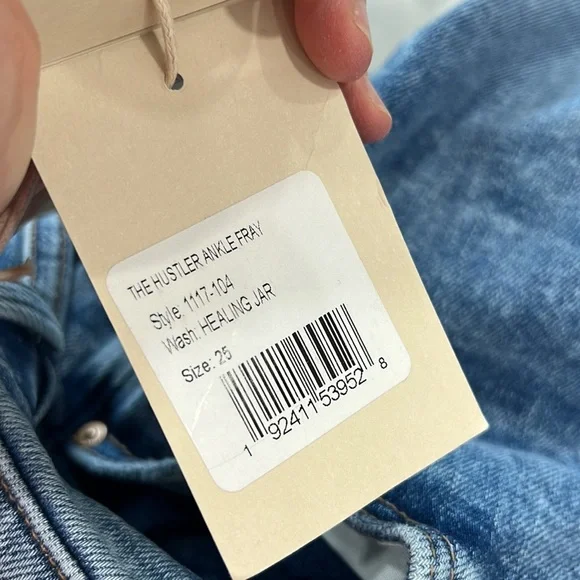 THE HUSTLER ANKLE FRAY
Style: 1117-104
Wash: HEALING JAR
Size: 25
1 92411 53952 8